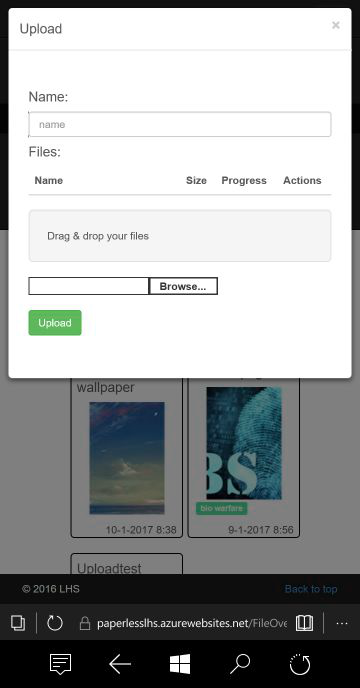 Upload ×
Name:
name
Files:
Name Size Progress Actions
Drag & drop your files
Browse...
Upload
wallpaper
BS
bio warfare
10-1-2017 8:38 9-1-2017 8:56
Uploadtest
© 2016 LHS Back to top
paperlesslhs.azurewebsites.net/FileOve